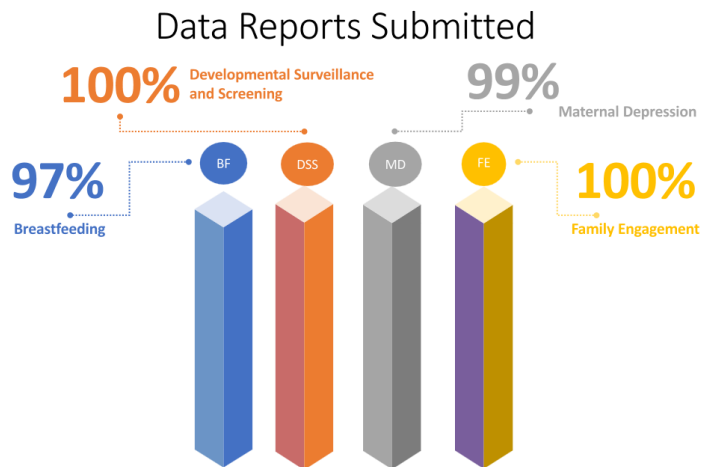 Data Reports Submitted
100%
Developmental Surveillance
and Screening
99%
Maternal Depression
BF
DSS
MD
FE
97%
Breastfeeding
100%
Family Engagement